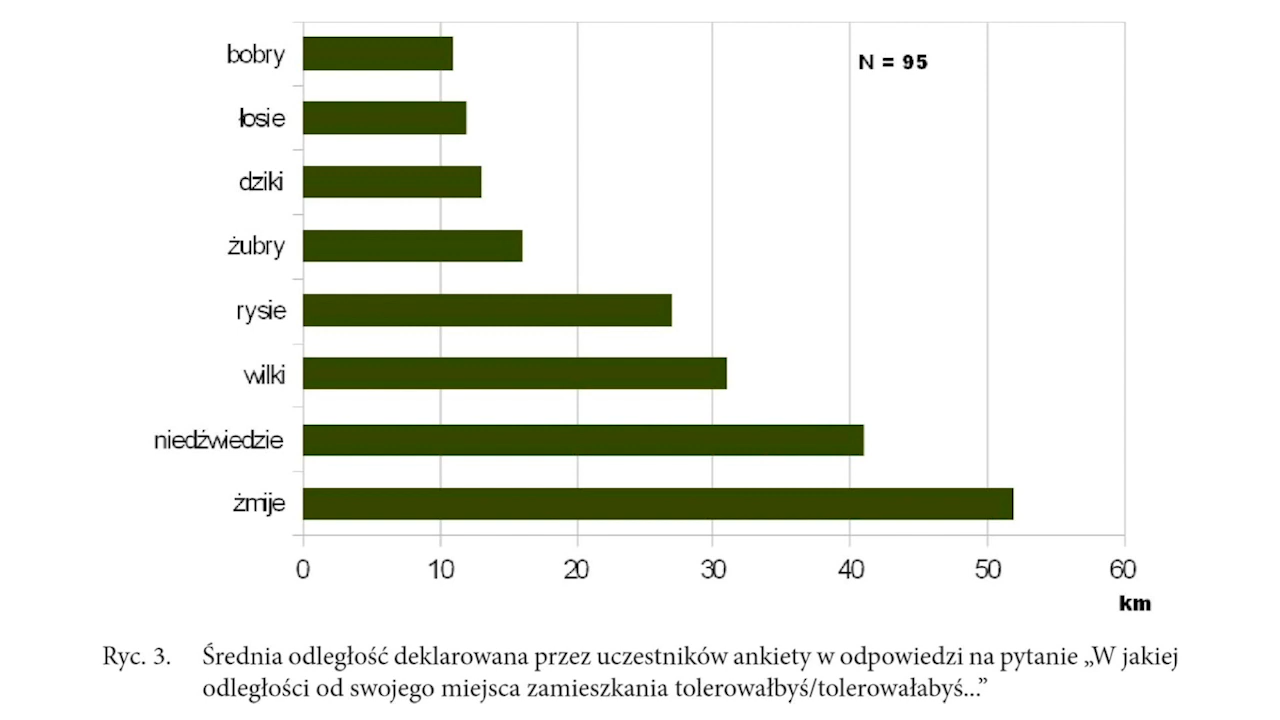 bobry
N = 95
łosie
dziki
żubry
rysie
wilki
niedźwiedzie
żmije
0 10 20 30 40 50 60
km
Ryc. 3. Średnia odległość deklarowana przez uczestników ankiety w odpowiedzi na pytanie „W jakiej
odległości od swojego miejsca zamieszkania tolerowałbyś/tolerowałabyś...”